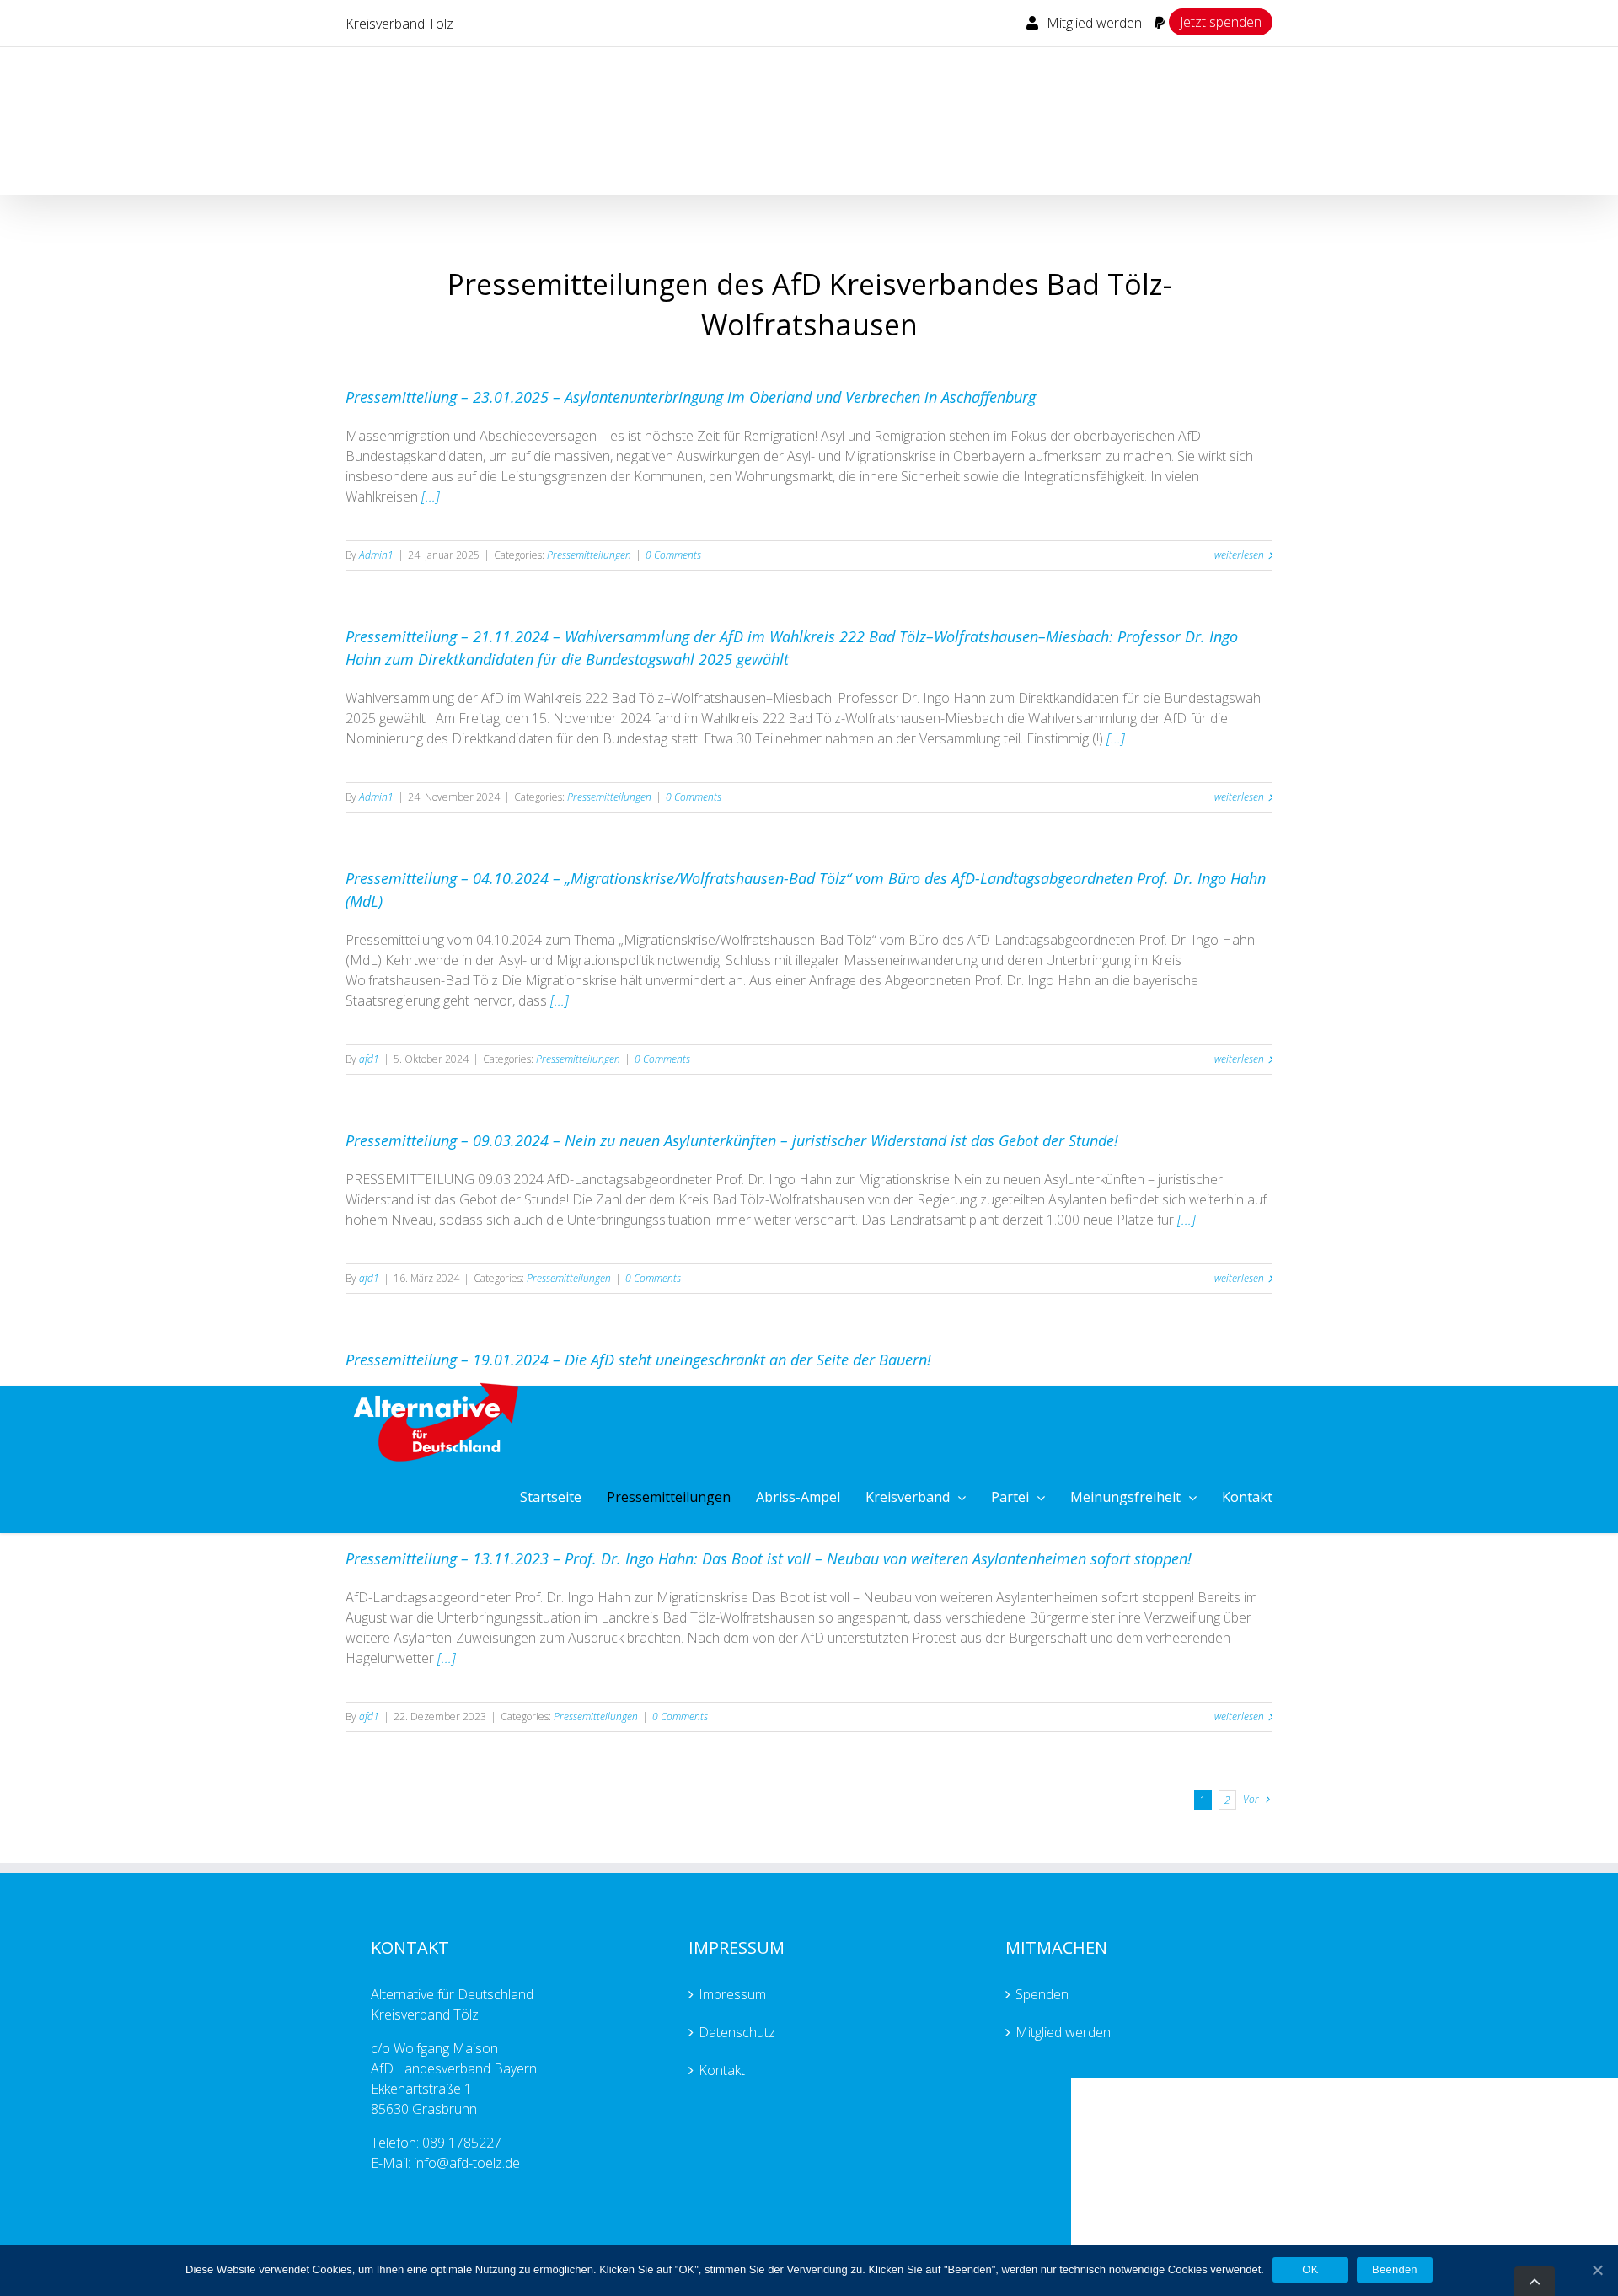 Kreisverband Tölz
Mitglied werden
Jetzt spenden
Pressemitteilungen des AfD Kreisverbandes Bad Tölz-
Wolfratshausen
Pressemitteilung – 23.01.2025 – Asylantenunterbringung im Oberland und Verbrechen in Aschaffenburg
Massenmigration und Abschiebeversagen – es ist höchste Zeit für Remigration! Asyl und Remigration stehen im Fokus der oberbayerischen AfD-
Bundestagskandidaten, um auf die massiven, negativen Auswirkungen der Asyl- und Migrationskrise in Oberbayern aufmerksam zu machen. Sie wirkt sich
insbesondere aus auf die Leistungsgrenzen der Kommunen, den Wohnungsmarkt, die innere Sicherheit sowie die Integrationsfähigkeit. In vielen
Wahlkreisen [...]
By Admin1 | 24. Januar 2025 | Categories: Pressemitteilungen | 0 Comments
weiterlesen
Pressemitteilung – 21.11.2024 – Wahlversammlung der AfD im Wahlkreis 222 Bad Tölz–Wolfratshausen–Miesbach: Professor Dr. Ingo
Hahn zum Direktkandidaten für die Bundestagswahl 2025 gewählt
Wahlversammlung der AfD im Wahlkreis 222 Bad Tölz–Wolfratshausen–Miesbach: Professor Dr. Ingo Hahn zum Direktkandidaten für die Bundestagswahl
2025 gewählt   Am Freitag, den 15. November 2024 fand im Wahlkreis 222 Bad Tölz-Wolfratshausen-Miesbach die Wahlversammlung der AfD für die
Nominierung des Direktkandidaten für den Bundestag statt. Etwa 30 Teilnehmer nahmen an der Versammlung teil. Einstimmig (!) [...]
By Admin1 | 24. November 2024 | Categories: Pressemitteilungen | 0 Comments
weiterlesen
Pressemitteilung – 04.10.2024 – „Migrationskrise/Wolfratshausen-Bad Tölz“ vom Büro des AfD-Landtagsabgeordneten Prof. Dr. Ingo Hahn
(MdL)
Pressemitteilung vom 04.10.2024 zum Thema „Migrationskrise/Wolfratshausen-Bad Tölz“ vom Büro des AfD-Landtagsabgeordneten Prof. Dr. Ingo Hahn
(MdL) Kehrtwende in der Asyl- und Migrationspolitik notwendig: Schluss mit illegaler Masseneinwanderung und deren Unterbringung im Kreis
Wolfratshausen-Bad Tölz Die Migrationskrise hält unvermindert an. Aus einer Anfrage des Abgeordneten Prof. Dr. Ingo Hahn an die bayerische
Staatsregierung geht hervor, dass [...]
By afd1 | 5. Oktober 2024 | Categories: Pressemitteilungen | 0 Comments
weiterlesen
Pressemitteilung – 09.03.2024 – Nein zu neuen Asylunterkünften – juristischer Widerstand ist das Gebot der Stunde!
PRESSEMITTEILUNG 09.03.2024 AfD-Landtagsabgeordneter Prof. Dr. Ingo Hahn zur Migrationskrise Nein zu neuen Asylunterkünften – juristischer
Widerstand ist das Gebot der Stunde! Die Zahl der dem Kreis Bad Tölz-Wolfratshausen von der Regierung zugeteilten Asylanten befindet sich weiterhin auf
hohem Niveau, sodass sich auch die Unterbringungssituation immer weiter verschärft. Das Landratsamt plant derzeit 1.000 neue Plätze für [...]
By afd1 | 16. März 2024 | Categories: Pressemitteilungen | 0 Comments
weiterlesen
Pressemitteilung – 19.01.2024 – Die AfD steht uneingeschränkt an der Seite der Bauern!
Alternative
für
Deutschland
Startseite Pressemitteilungen Abriss-Ampel Kreisverband Partei Meinungsfreiheit Kontakt
Pressemitteilung – 13.11.2023 – Prof. Dr. Ingo Hahn: Das Boot ist voll – Neubau von weiteren Asylantenheimen sofort stoppen!
AfD-Landtagsabgeordneter Prof. Dr. Ingo Hahn zur Migrationskrise Das Boot ist voll – Neubau von weiteren Asylantenheimen sofort stoppen! Bereits im
August war die Unterbringungssituation im Landkreis Bad Tölz-Wolfratshausen so angespannt, dass verschiedene Bürgermeister ihre Verzweiflung über
weitere Asylanten-Zuweisungen zum Ausdruck brachten. Nach dem von der AfD unterstützten Protest aus der Bürgerschaft und dem verheerenden
Hagelunwetter [...]
By afd1 | 22. Dezember 2023 | Categories: Pressemitteilungen | 0 Comments
weiterlesen
1 2 Vor
KONTAKT
Alternative für Deutschland
Kreisverband Tölz
c/o Wolfgang Maison
AfD Landesverband Bayern
Ekkehartstraße 1
85630 Grasbrunn
Telefon: 089 1785227
E-Mail: info@afd-toelz.de
IMPRESSUM
Impressum
Datenschutz
Kontakt
MITMACHEN
Spenden
Mitglied werden
Diese Website verwendet Cookies, um Ihnen eine optimale Nutzung zu ermöglichen. Klicken Sie auf "OK", stimmen Sie der Verwendung zu. Klicken Sie auf "Beenden", werden nur technisch notwendige Cookies verwendet.
OK
Beenden